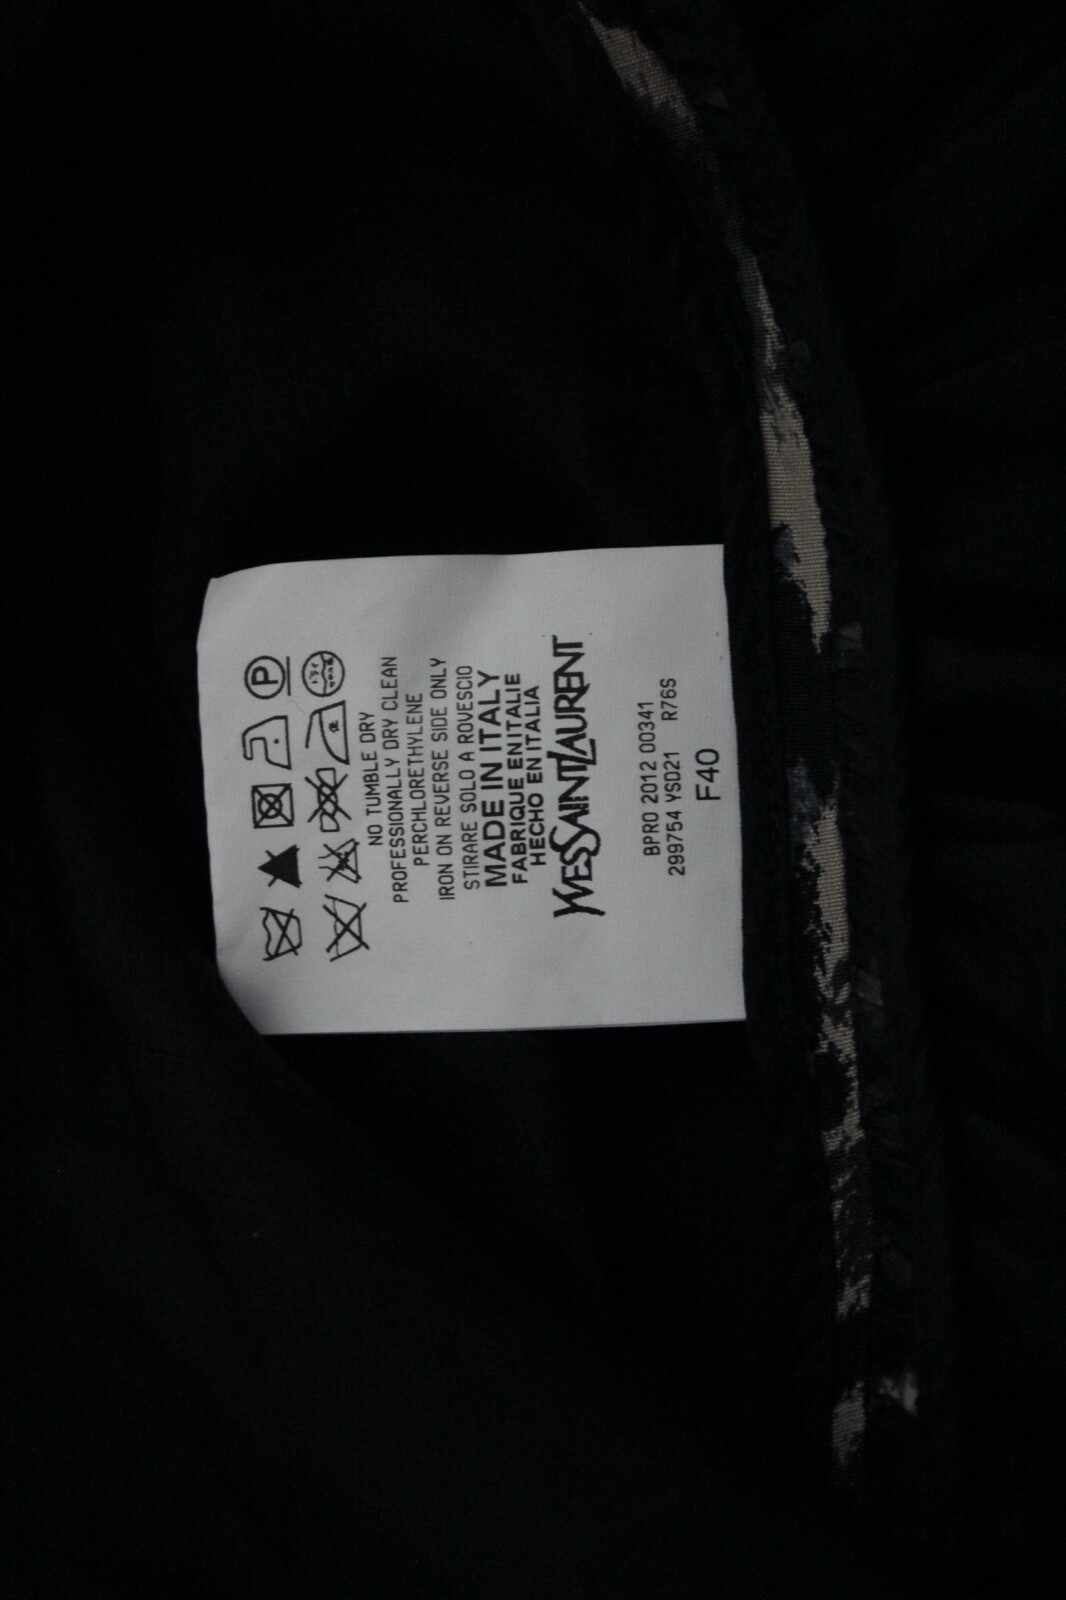 P
NO TUMBLE DRY
PROFESSIONALLY DRY CLEAN
PERCHLORETHYLENE
IRON ON REVERSE SIDE ONLY
STIRARE SOLO A ROVESCIO
MADE IN ITALY
FABRIQUE EN ITALIE
HECHO EN ITALIA
YVESSAINTLAURENT
BPRO 2012 00341
299754 YSD21 R76S
F40